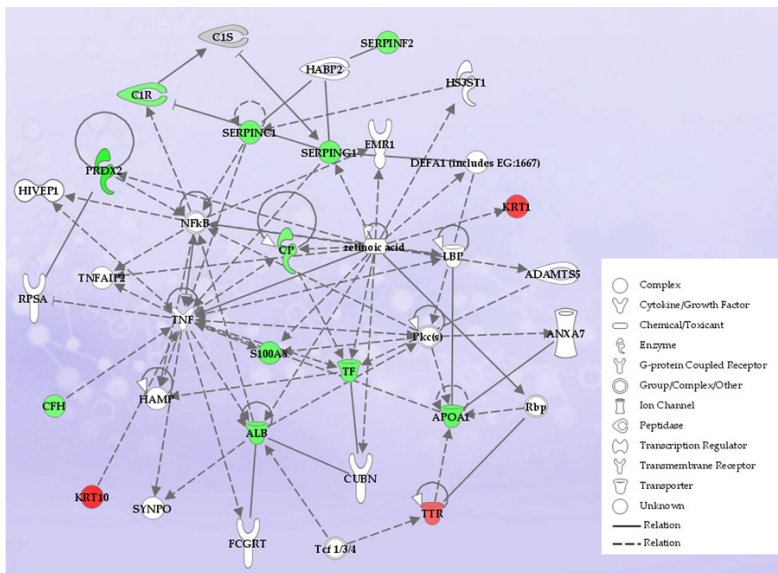 C1S
SERPINF2
HABP2
HS3ST1
C1R
SERPINC1
SERPING1
EMR1
DEFA1 (includes EG:1667)
PRDX2
HIVEP1
KRT1
NFkB
CP
retinoic acid
LBP
TNFAIP2
ADAMTS5
RPSA
TNF
Pkc(s)
ANXA7
S100A8
TF
CFH
HAMP
APOA1
Rbp
ALB
CUBN
KRT10
SYNPO
TTR
FCGRT
Tcf 1/3/4
Complex
Cytokine/Growth Factor
Chemical/Toxicant
Enzyme
G-protein Coupled Receptor
Group/Complex/Other
Ion Channel
Peptidase
Transcription Regulator
Transmembrane Receptor
Transporter
Unknown
Relation
Relation